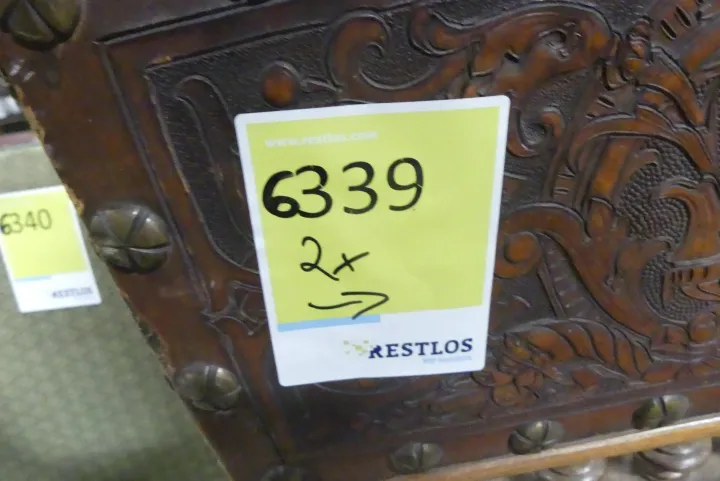 www.restlos.com
6339
2x
→
RESTLOS
6340
RESTLOS